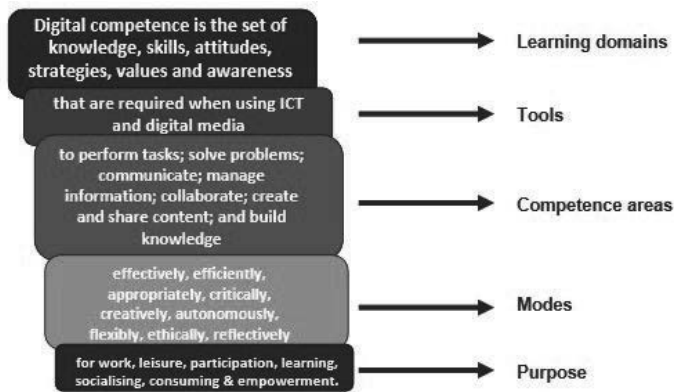 Digital competence is the set of
knowledge, skills, attitudes,
strategies, values and awareness
Learning domains
that are required when using ICT
and digital media
Tools
to perform tasks; solve problems;
communicate; manage
information; collaborate; create
and share content; and build
knowledge
Competence areas
effectively, efficiently,
appropriately, critically,
creatively, autonomously,
flexibly, ethically, reflectively
Modes
for work, leisure, participation, learning,
socialising, consuming & empowerment.
Purpose